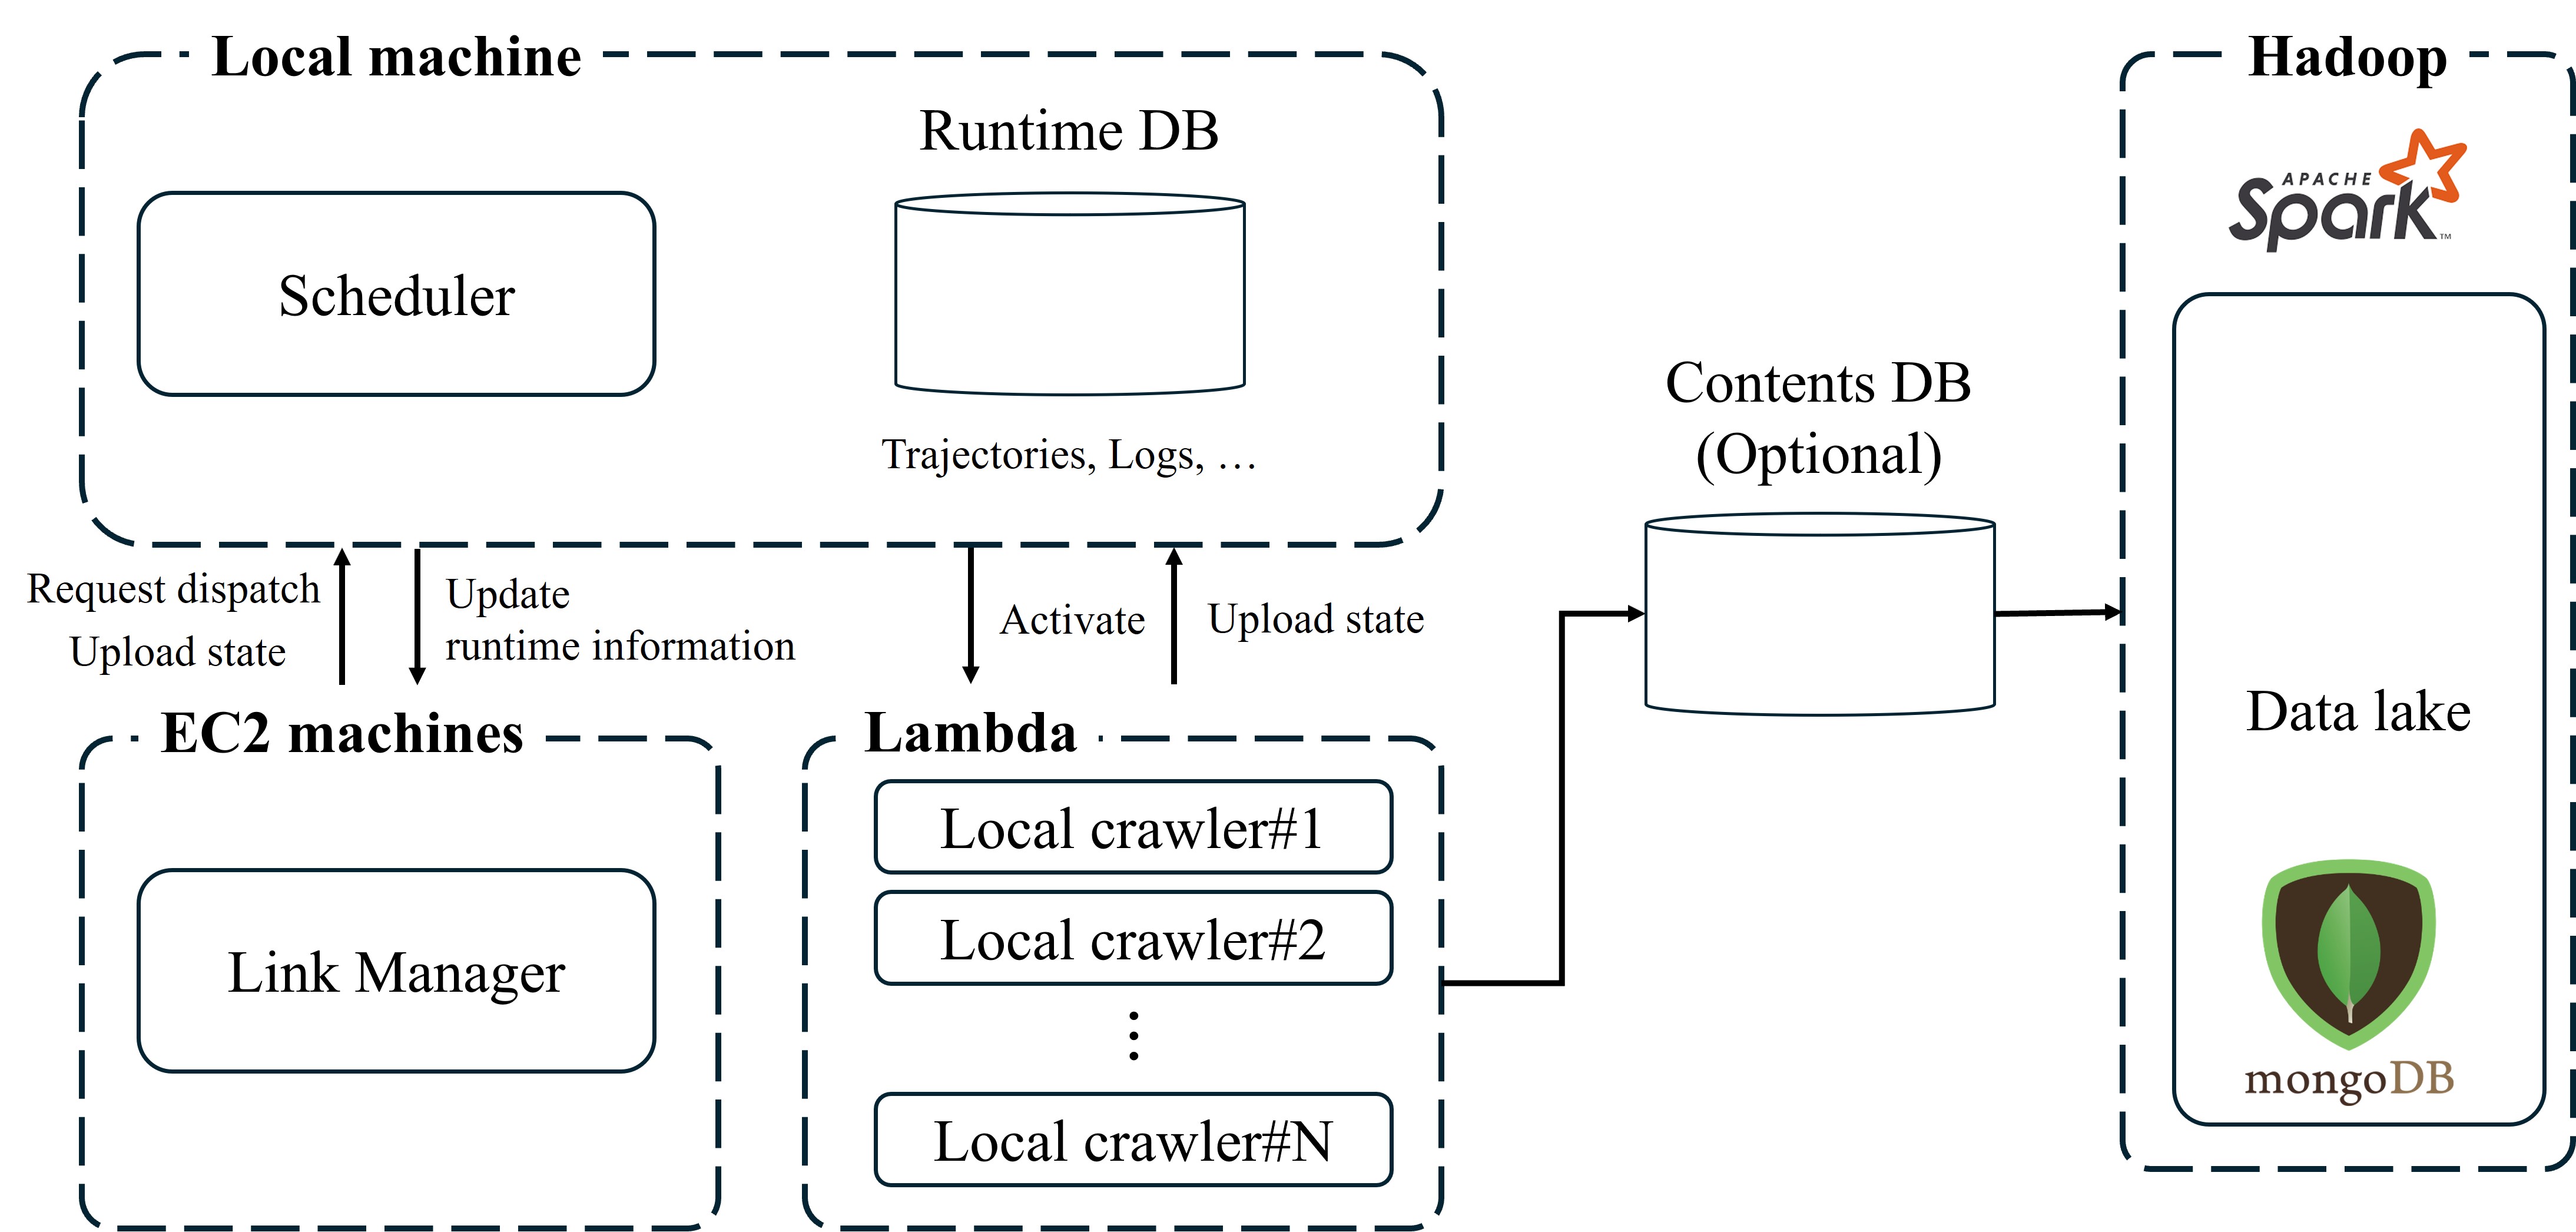 Local machine
Scheduler
Runtime DB
Trajectories, Logs, …
Request dispatch
Upload state
Update
runtime information
Activate
Upload state
EC2 machines
Link Manager
Lambda
Local crawler#1
Local crawler#2
Local crawler#N
Contents DB
(Optional)
Hadoop
APACHE
Spark™
Data lake
mongoDB